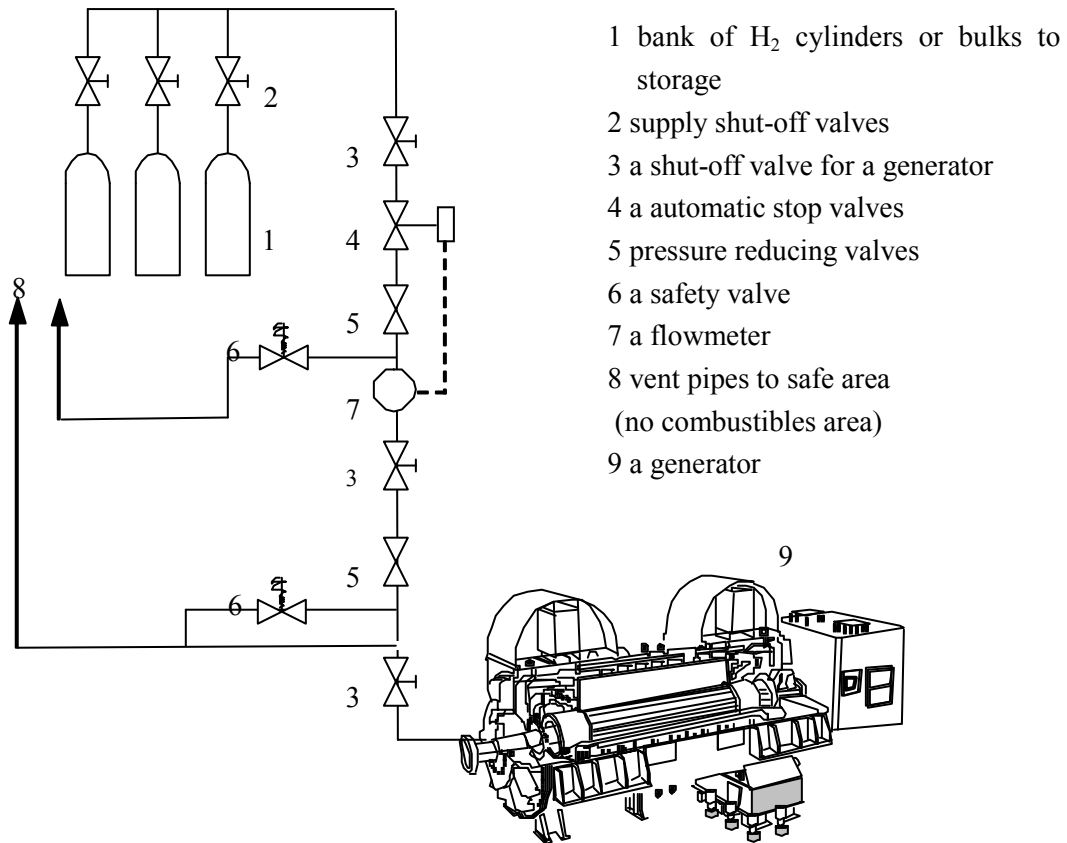 1 bank of H₂ cylinders or bulks to
storage
2 supply shut-off valves
3 a shut-off valve for a generator
4 a automatic stop valves
5 pressure reducing valves
6 a safety valve
7 a flowmeter
8 vent pipes to safe area
(no combustibles area)
9 a generator
2
3
1
4
8
5
6
7
3
9
5
6
3